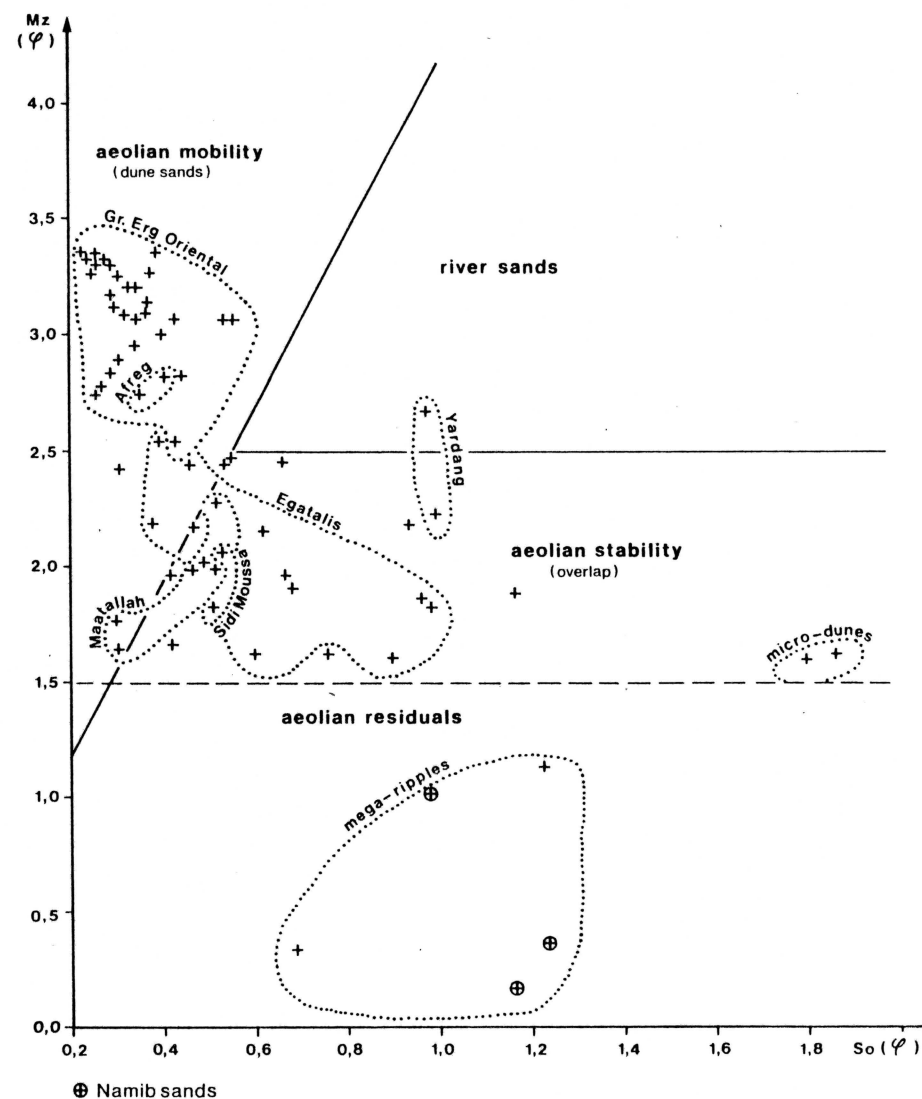 Mz
(φ)
4,0
aeolian mobility
(dune sands)
3,5
Gr. Erg Oriental
river sands
3,0
Afreg
Yardang
2,5
Egatalis
aeolian stability
(overlap)
2,0
Sidi Moussa
Maatallah
micro-dunes
1,5
aeolian residuals
mega-ripples
1,0
0,5
0,0
0,2 0,4 0,6 0,8 1,0 1,2 1,4 1,6 1,8 So (φ)
⊕ Namib sands